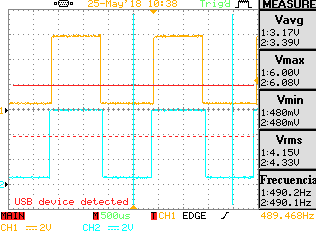 25-May'18 10:38 Trig'd MEASURE
Vavg
1:3.17V
2:3.39V
Vmax
1:6.00V
2:6.08V
Vmin
1:480mV
2:480mV
Vrms
1:4.15V
2:4.33V
Frecuencia
1:490.2Hz
2:490.1Hz
1
2
USB device detected
MAIN M 500us T CH1 EDGE 489.468Hz
CH1 2V CH2 2V